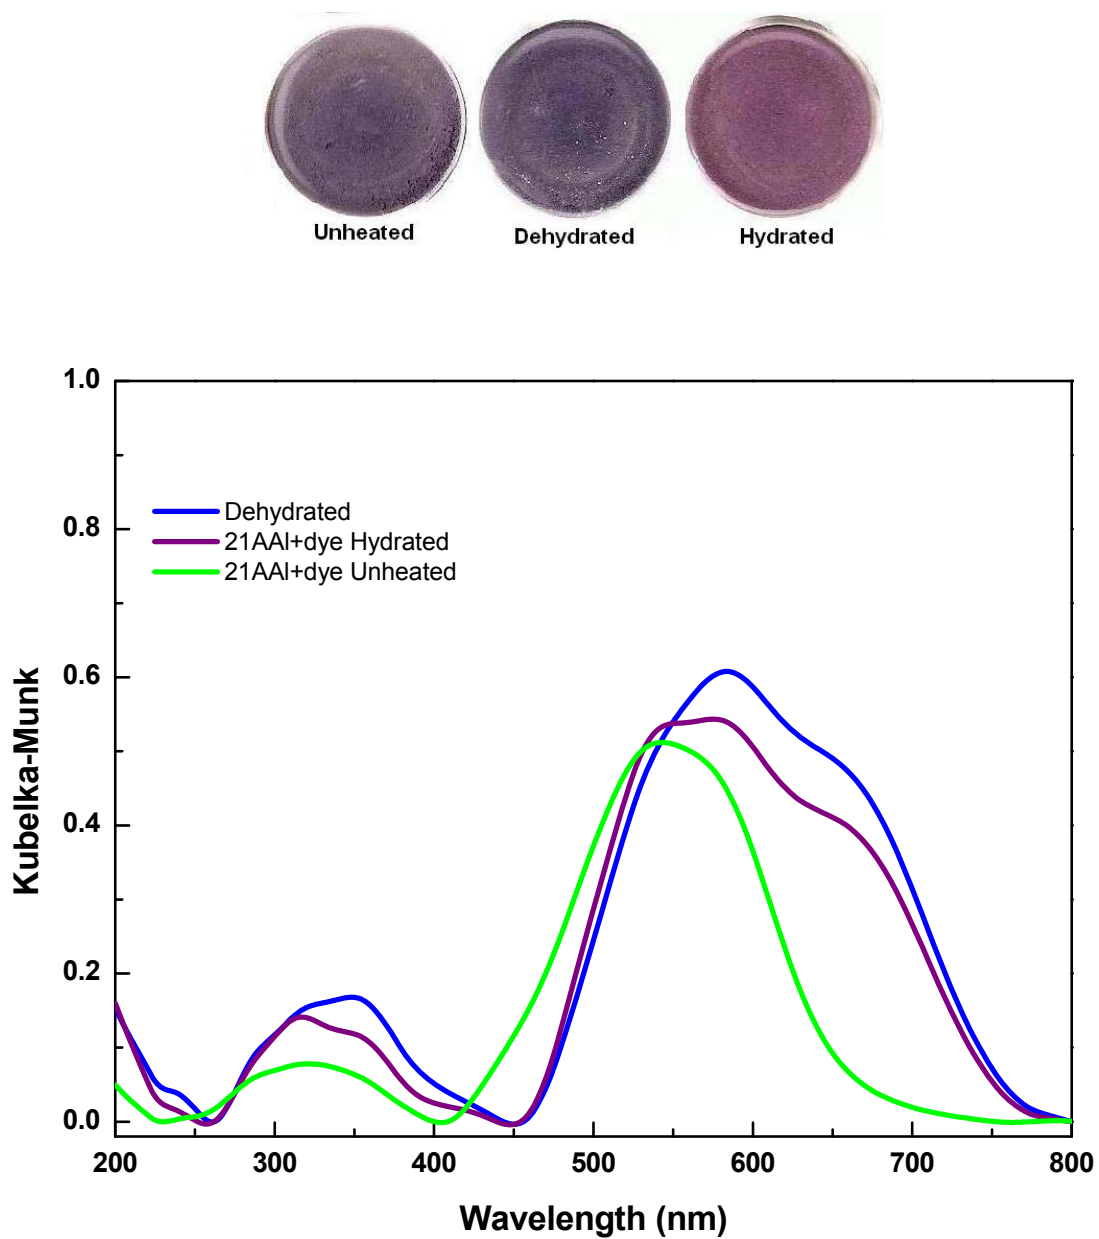 Unheated Dehydrated Hydrated
1.0
0.8
0.6
0.4
0.2
0.0
Kubelka-Munk
Dehydrated
21AAl+dye Hydrated
21AAl+dye Unheated
200 300 400 500 600 700 800
Wavelength (nm)